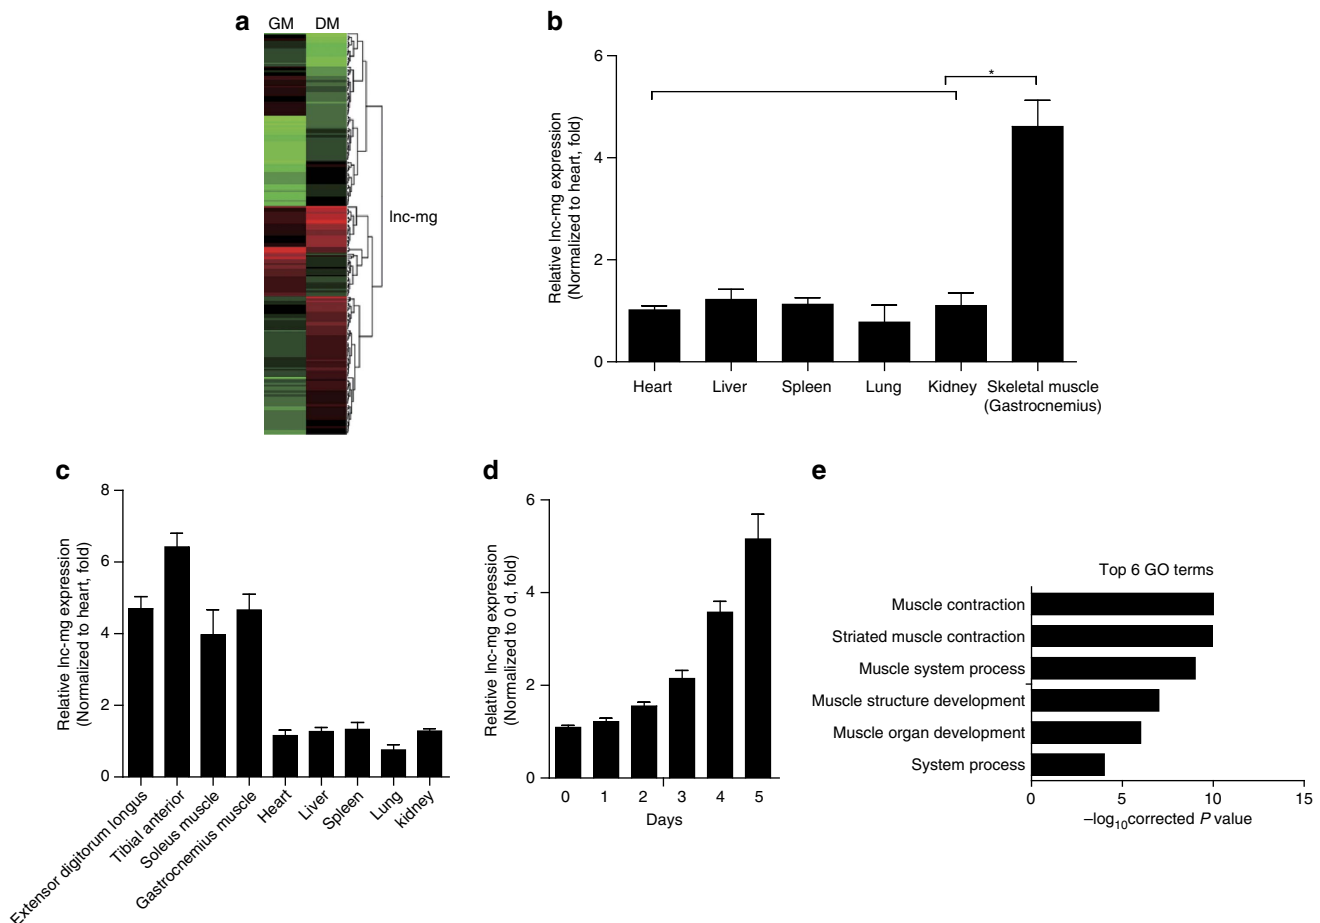 a
GM DM
lnc-mg
b
Relative lnc-mg expression
(Normalized to heart, fold)
6
4
2
0
*
Heart Liver Spleen Lung Kidney Skeletal muscle
(Gastrocnemius)
c
Relative lnc-mg expression
(Normalized to heart, fold)
8
6
4
2
0
Extensor digitorum longus
Tibial anterior
Soleus muscle
Gastrocnemius muscle
Heart
Liver
Spleen
Lung
kidney
d
Relative lnc-mg expression
(Normalized to 0 d, fold)
6
4
2
0
0 1 2 3 4 5
Days
e
Top 6 GO terms
Muscle contraction
Striated muscle contraction
Muscle system process
Muscle structure development
Muscle organ development
System process
0 5 10 15
–log10corrected P value